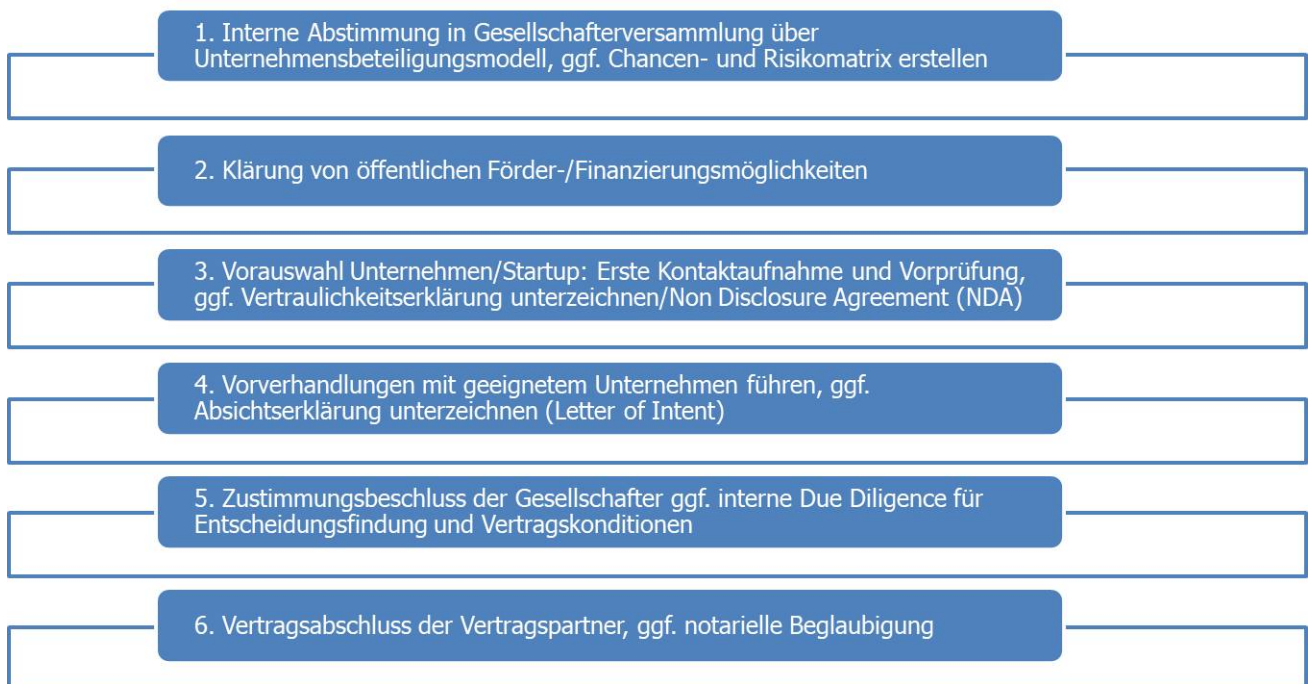 1. Interne Abstimmung in Gesellschafterversammlung über
Unternehmensbeteiligungsmodell, ggf. Chancen- und Risikomatrix erstellen
2. Klärung von öffentlichen Förder-/Finanzierungsmöglichkeiten
3. Vorauswahl Unternehmen/Startup: Erste Kontaktaufnahme und Vorprüfung,
ggf. Vertraulichkeitserklärung unterzeichnen/Non Disclosure Agreement (NDA)
4. Vorverhandlungen mit geeignetem Unternehmen führen, ggf.
Absichtserklärung unterzeichnen (Letter of Intent)
5. Zustimmungsbeschluss der Gesellschafter ggf. interne Due Diligence für
Entscheidungsfindung und Vertragskonditionen
6. Vertragsabschluss der Vertragspartner, ggf. notarielle Beglaubigung